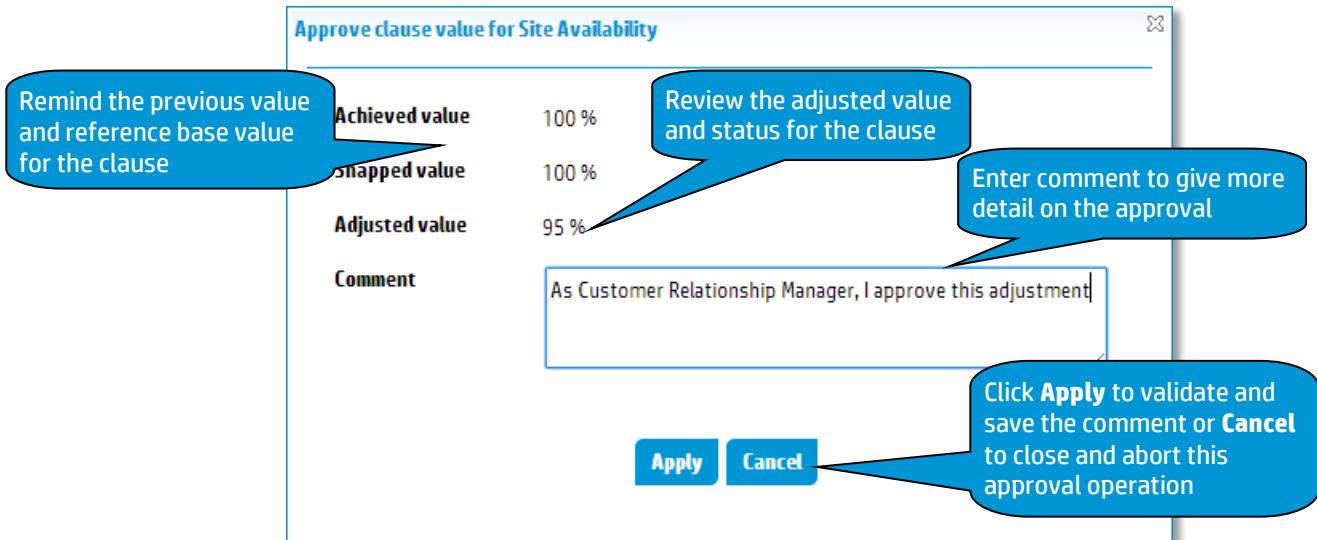 Approve clause value for Site Availability
Remind the previous value
and reference base value
for the clause
Achieved value 100 %
Review the adjusted value
and status for the clause
Snapped value 100 %
Enter comment to give more
detail on the approval
Adjusted value 95 %
Comment
As Customer Relationship Manager, I approve this adjustment
Click Apply to validate and
save the comment or Cancel
to close and abort this
approval operation
Apply Cancel